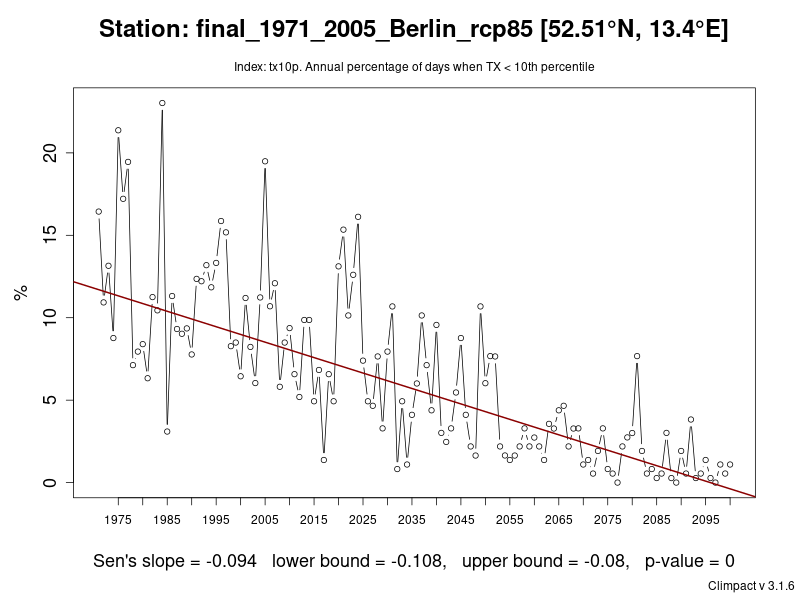 Station: final_1971_2005_Berlin_rcp85 [52.51°N, 13.4°E]
Index: tx10p. Annual percentage of days when TX < 10th percentile
20
15
10
5
0
%
1975 1985 1995 2005 2015 2025 2035 2045 2055 2065 2075 2085 2095
Sen's slope = -0.094 lower bound = -0.108, upper bound = -0.08, p-value = 0
Climpact v 3.1.6